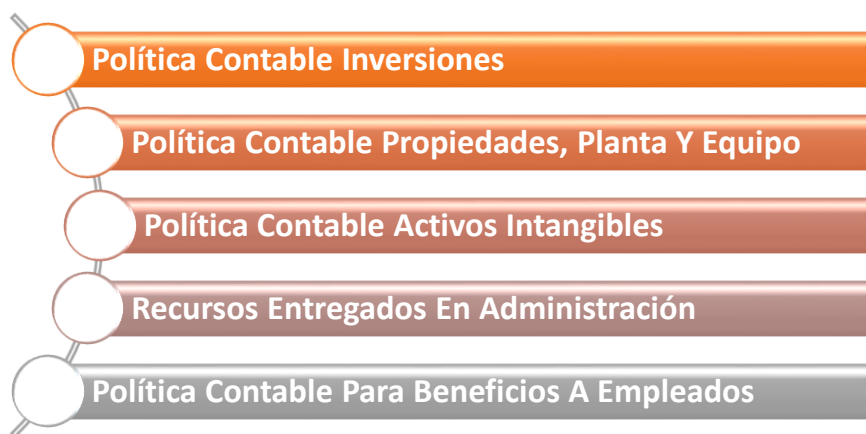 Política Contable Inversiones
Política Contable Propiedades, Planta Y Equipo
Política Contable Activos Intangibles
Recursos Entregados En Administración
Política Contable Para Beneficios A Empleados